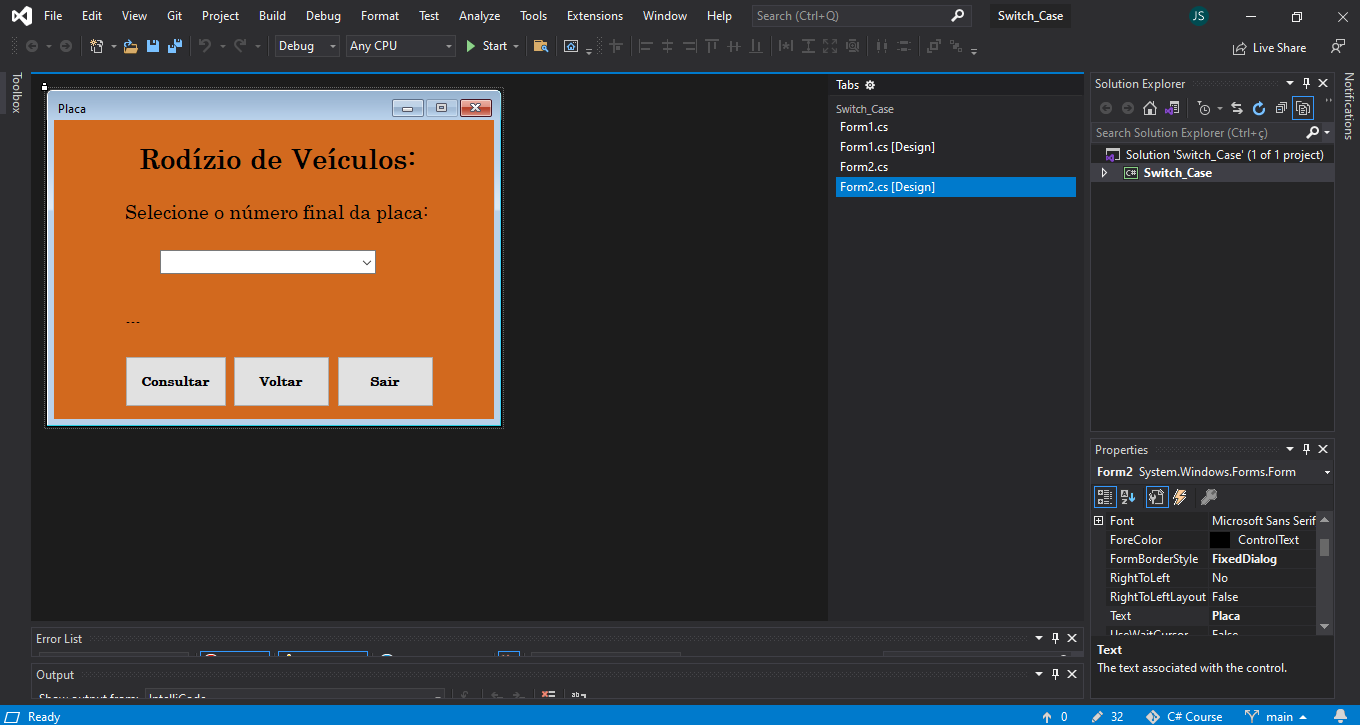 File Edit View Git Project Build Debug Format Test Analyze Tools Extensions Window Help Search (Ctrl+Q) Switch_Case JS
Debug Any CPU Start Live Share
Toolbox
Placa
Rodízio de Veículos:
Selecione o número final da placa:
---
Consultar Voltar Sair
Tabs
Switch_Case
Form1.cs
Form1.cs [Design]
Form2.cs
Form2.cs [Design]
Solution Explorer
Search Solution Explorer (Ctrl+ç)
Solution 'Switch_Case' (1 of 1 project)
C# Switch_Case
Notifications
Properties
Form2 System.Windows.Forms.Form
Font Microsoft Sans Serif
ForeColor ControlText
FormBorderStyle FixedDialog
RightToLeft No
RightToLeftLayout False
Text Placa
UseWaitCursor False
Text
The text associated with the control.
Error List
Output
Show output from: IntelliCode
Ready 0 32 C# Course main